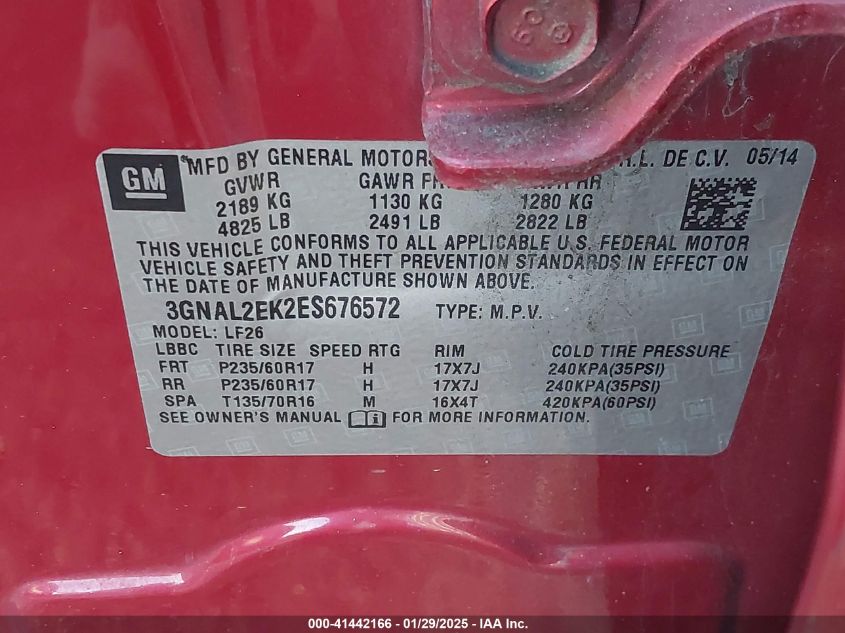 60
8
GM
MFD BY GENERAL MOTORS R.L. DE C.V. 05/14
GVWR GAWR RR
2189 KG 1130 KG 1280 KG
4825 LB 2491 LB 2822 LB
THIS VEHICLE CONFORMS TO ALL APPLICABLE U.S. FEDERAL MOTOR
VEHICLE SAFETY AND THEFT PREVENTION STANDARDS IN EFFECT ON
THE DATE OF MANUFACTURE SHOWN ABOVE.
3GNAL2EK2ES676572 TYPE: M.P.V.
MODEL: LF26
LBBC TIRE SIZE SPEED RTG RIM COLD TIRE PRESSURE
FRT P235/60R17 H 17X7J 240KPA(35PSI)
RR P235/60R17 H 17X7J 240KPA(35PSI)
SPA T135/70R16 M 16X4T 420KPA(60PSI)
SEE OWNER'S MANUAL FOR MORE INFORMATION.
000-41442166 - 01/29/2025 - IAA Inc.